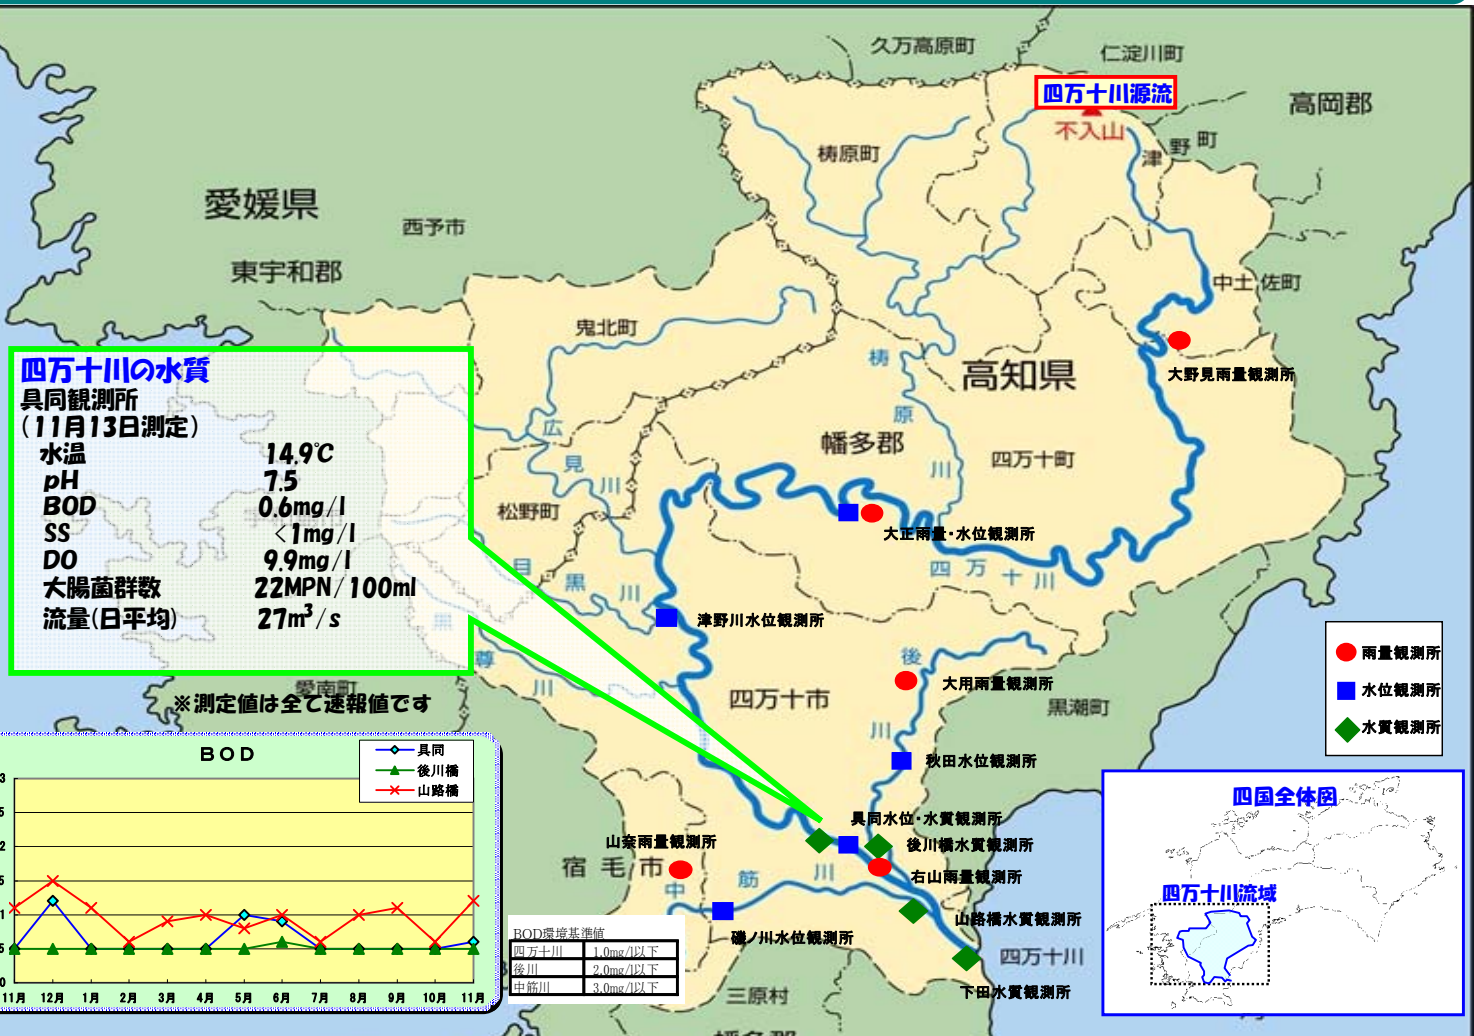 久万高原町
仁淀川町
四万十川源流
高岡郡
不入山
津野町
梼原町
愛媛県
西予市
東宇和郡
中土佐町
鬼北町
大野見雨量観測所
高知県
梼原川
幡多郡
四万十町
四万十川の水質
具同観測所
(11月13日測定)
水温 14.9℃
pH 7.5
BOD 0.6mg/l
SS <1mg/l
DO 9.9mg/l
大腸菌群数 22MPN/100ml
流量(日平均) 27m³/s
広見川
松野町
大正雨量・水位観測所
四万十川
目黒川
津野川水位観測所
黒尊川
愛南町
※測定値は全て速報値です
四万十市
後川
大用雨量観測所
黒潮町
秋田水位観測所
雨量観測所
水位観測所
水質観測所
具同水位・水質観測所
後川橋水質観測所
山奈雨量観測所
宿毛市
右山雨量観測所
中筋川
山路橋水質観測所
磯ノ川水位観測所
四万十川
下田水質観測所
三原村
幡多郡
BOD
具同
後川橋
山路橋
3
5
2
5
1
5
0
11月 12月 1月 2月 3月 4月 5月 6月 7月 8月 9月 10月 11月
BOD環境基準値
四万十川 1.0mg/l以下
後川 2.0mg/l以下
中筋川 3.0mg/l以下
四国全体図
四万十川流域